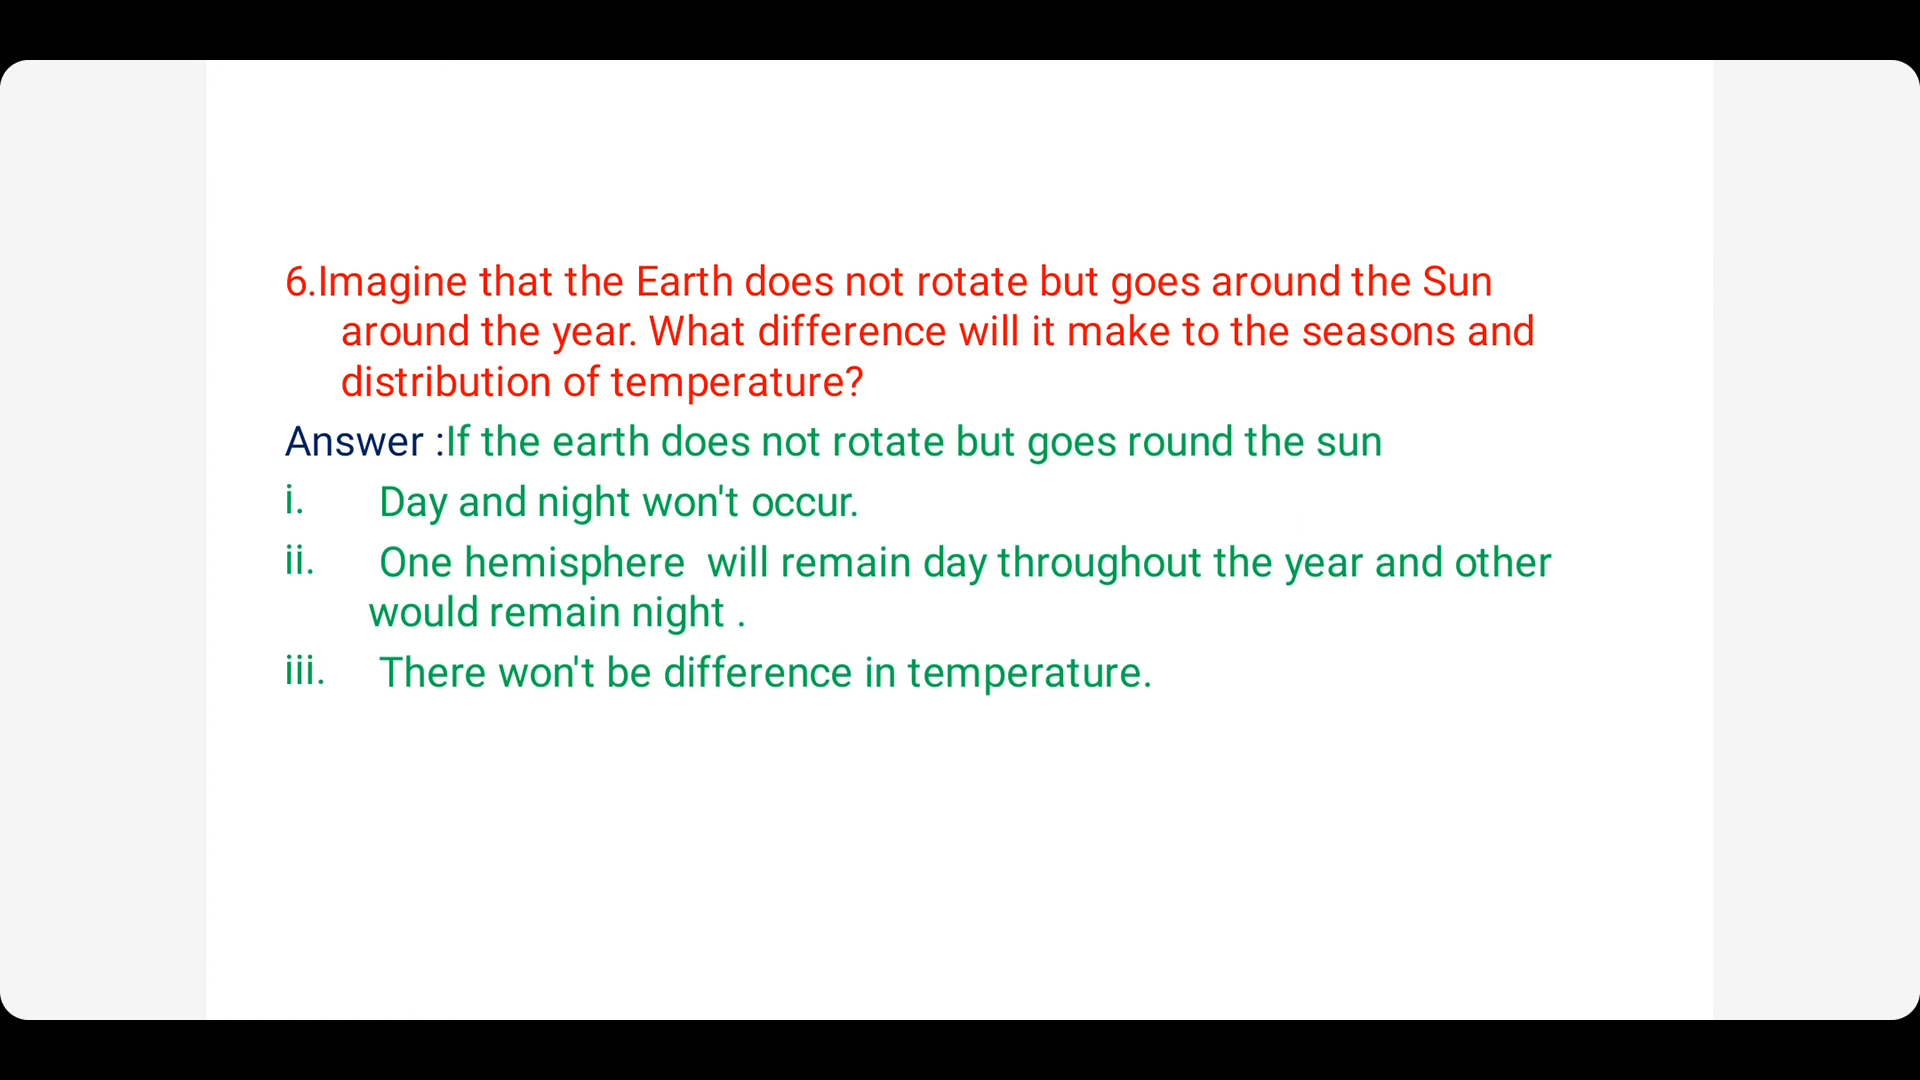 6.Imagine that the Earth does not rotate but goes around the Sun
around the year. What difference will it make to the seasons and
distribution of temperature?
Answer :If the earth does not rotate but goes round the sun
i. Day and night won't occur.
ii. One hemisphere will remain day throughout the year and other
would remain night .
iii. There won't be difference in temperature.